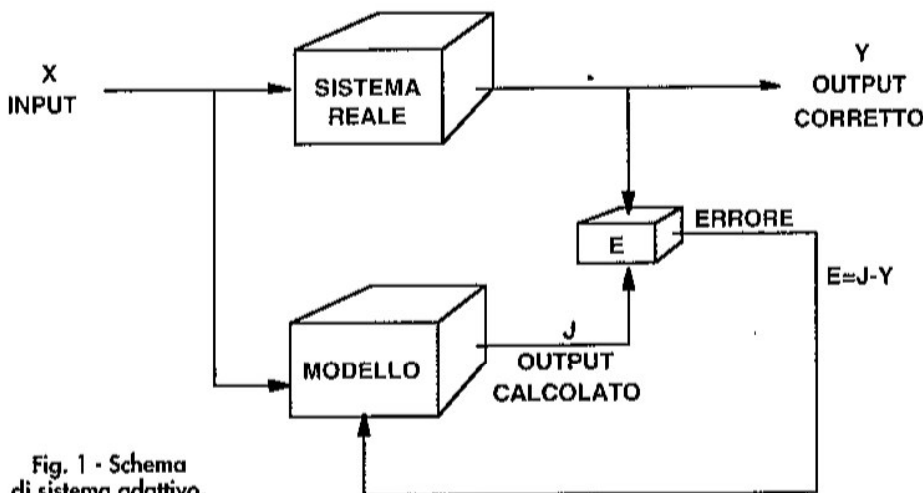 X
INPUT
SISTEMA
REALE
Y
OUTPUT
CORRETTO
E
ERRORE
E=J-Y
MODELLO
J
OUTPUT
CALCOLATO
Fig. 1 - Schema
di sistema adattivo